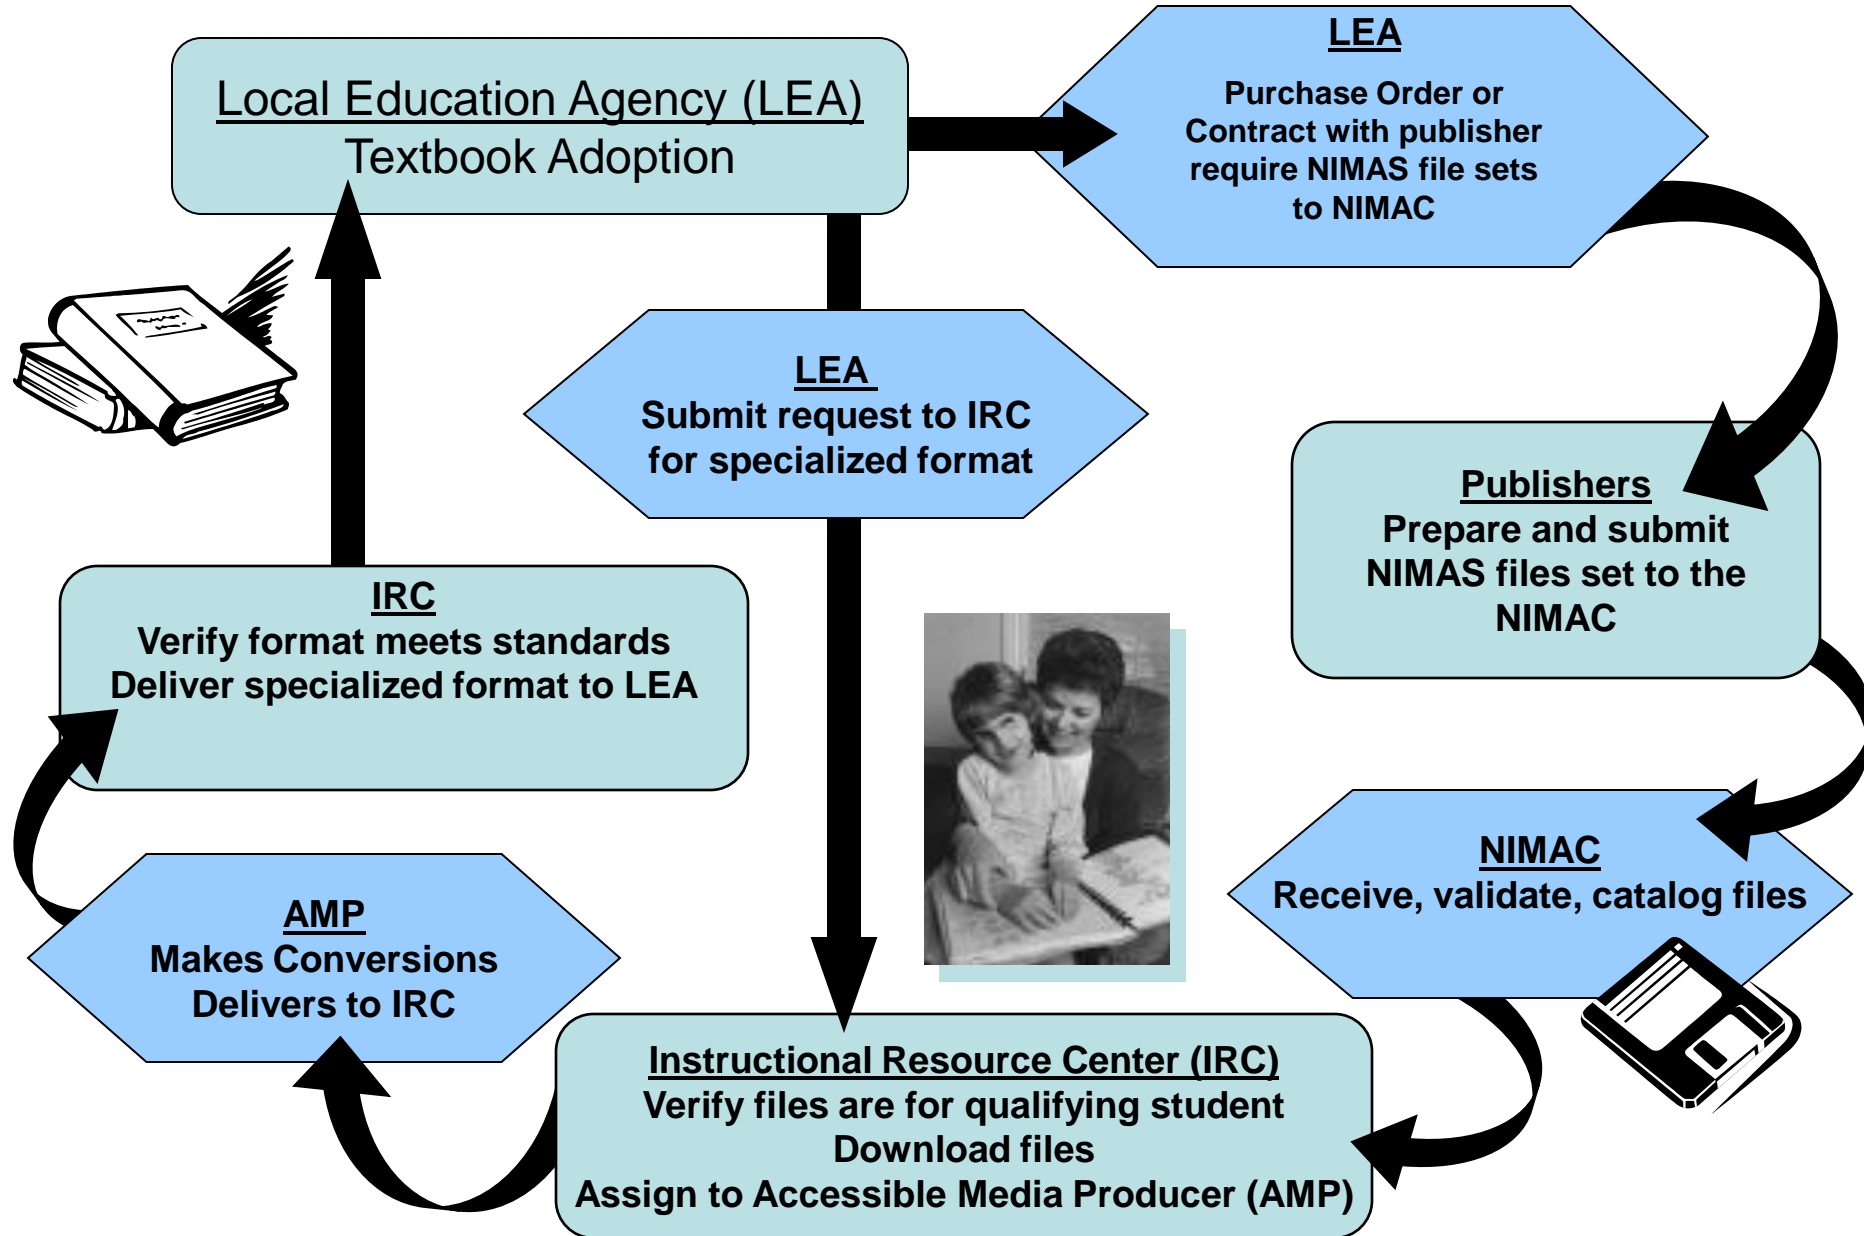 Local Education Agency (LEA)
Textbook Adoption
LEA
Purchase Order or
Contract with publisher
require NIMAS file sets
to NIMAC
LEA
Submit request to IRC
for specialized format
Publishers
Prepare and submit
NIMAS files set to the
NIMAC
IRC
Verify format meets standards
Deliver specialized format to LEA
NIMAC
Receive, validate, catalog files
AMP
Makes Conversions
Delivers to IRC
Instructional Resource Center (IRC)
Verify files are for qualifying student
Download files
Assign to Accessible Media Producer (AMP)